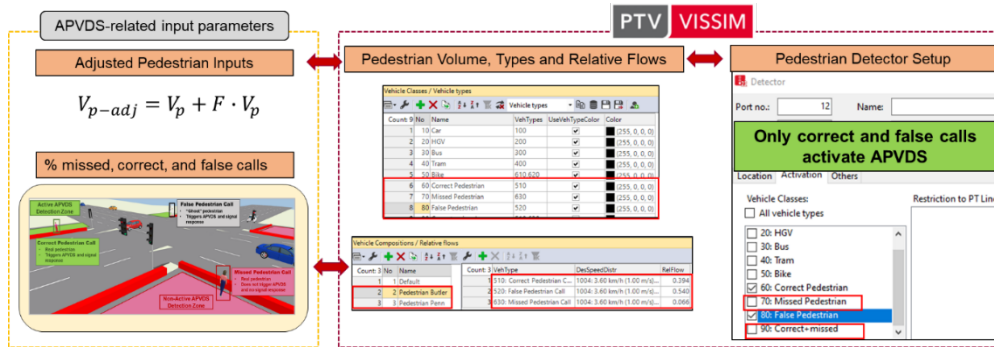 APVDS-related input parameters
PTV VISSIM
Adjusted Pedestrian Inputs
Pedestrian Volume, Types and Relative Flows
Pedestrian Detector Setup
V_{p-adj} = V_p + F · V_p
% missed, correct, and false calls
Active APVDS
Detection Zone
False Pedestrian Call
"Ghost" pedestrian
Triggers APVDS and signal
response
Correct Pedestrian Call
Real pedestrian
Triggers APVDS and signal
response
Missed Pedestrian Call
Real pedestrian
Does not trigger APVDS
and no signal response
Non-Active APVDS
Detection Zone
Vehicle Classes / Vehicle types
Vehicle types
Count: 9 No Name VehTypes UseVehTypeColor Color
1 10 Car 100 (255, 0, 0, 0)
2 20 HGV 200 (255, 0, 0, 0)
3 30 Bus 300 (255, 0, 0, 0)
4 40 Tram 400 (255, 0, 0, 0)
5 50 Bike 610,620 (255, 0, 0, 0)
6 60 Correct Pedestrian 510 (255, 0, 0, 0)
7 70 Missed Pedestrian 630 (255, 0, 0, 0)
8 80 False Pedestrian 520 (255, 0, 0, 0)
Vehicle Compositions / Relative flows
Count: 3 No Name
1 1 Default
2 2 Pedestrian Butler
3 3 Pedestrian Penn
Count: 3 VehType DesSpeedDistr RelFlow
1 510: Correct Pedestrian C... 1004: 3.60 km/h (1.00 m/s)... 0.394
2 520: False Pedestrian Call 1004: 3.60 km/h (1.00 m/s)... 0.540
3 630: Missed Pedestrian Call 1004: 3.60 km/h (1.00 m/s)... 0.066
Detector
Port no.: 12 Name:
Only correct and false calls
activate APVDS
Location Activation Others
Vehicle Classes: Restriction to PT Line
All vehicle types
20: HGV
30: Bus
40: Tram
50: Bike
60: Correct Pedestrian
70: Missed Pedestrian
80: False Pedestrian
90: Correct+missed